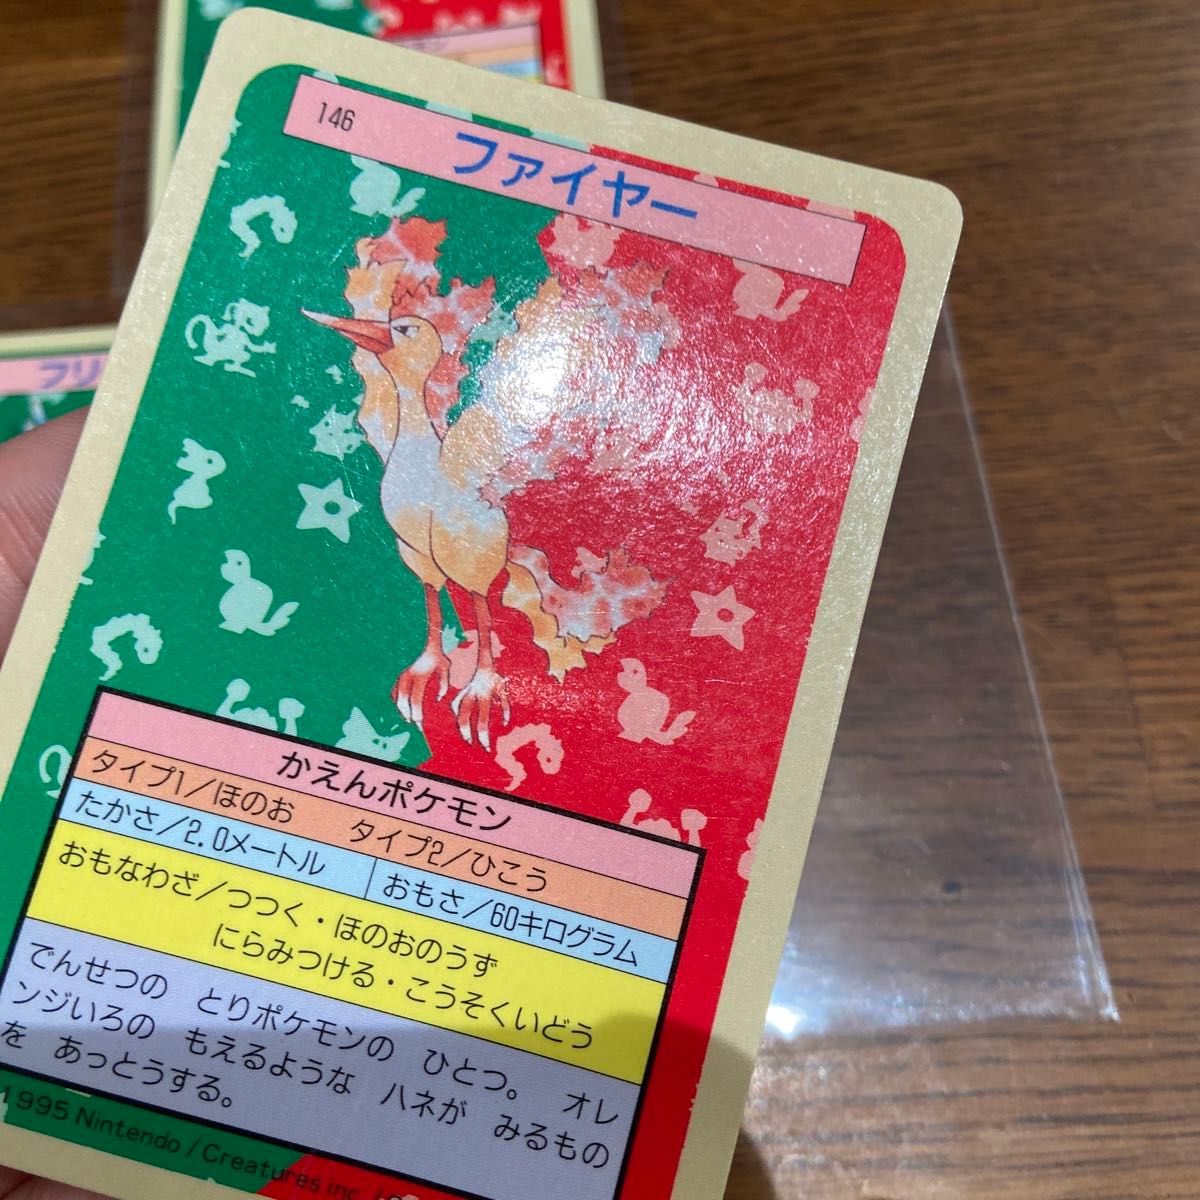 146
ファイヤー
フリ
かえんポケモン
タイプ1/ほのお　タイプ2/ひこう
たかさ/2.0メートル　おもさ/60キログラム
おもなわざ/つつく・ほのおのうず
にらみつける・こうそくいどう
でんせつの　とりポケモンの　ひとつ。　オレ
ンジいろの　もえるような　ハネが　みるもの
を　あっとうする。
1995 Nintendo / Creatures inc. /